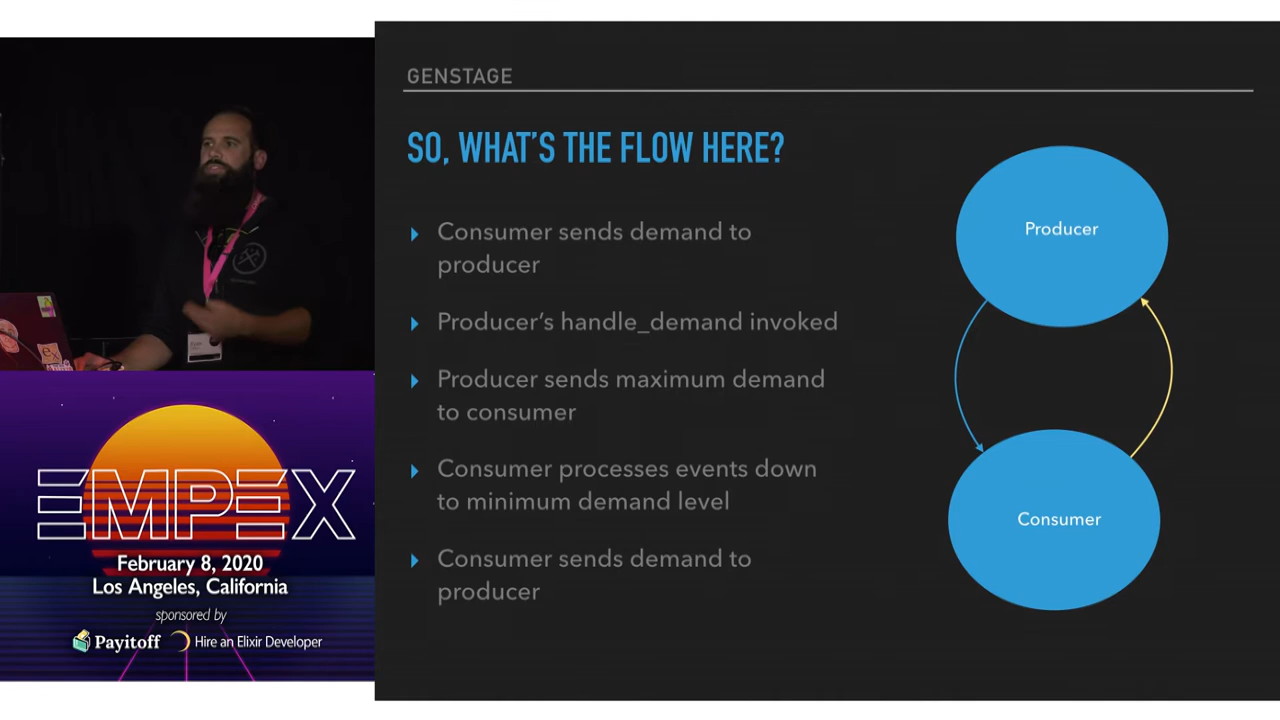 GENSTAGE
SO, WHAT'S THE FLOW HERE?
Consumer sends demand to
producer
Producer's handle_demand invoked
Producer sends maximum demand
to consumer
Consumer processes events down
to minimum demand level
Consumer sends demand to
producer
Producer
Consumer
EMPEX
February 8, 2020
Los Angeles, California
sponsored by
Payitoff
Hire an Elixir Developer